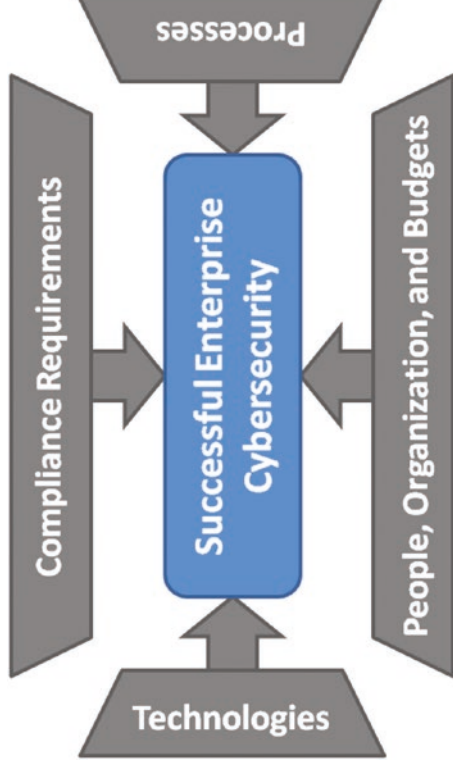 Processes
Compliance Requirements
Successful Enterprise
Cybersecurity
People, Organization, and Budgets
Technologies